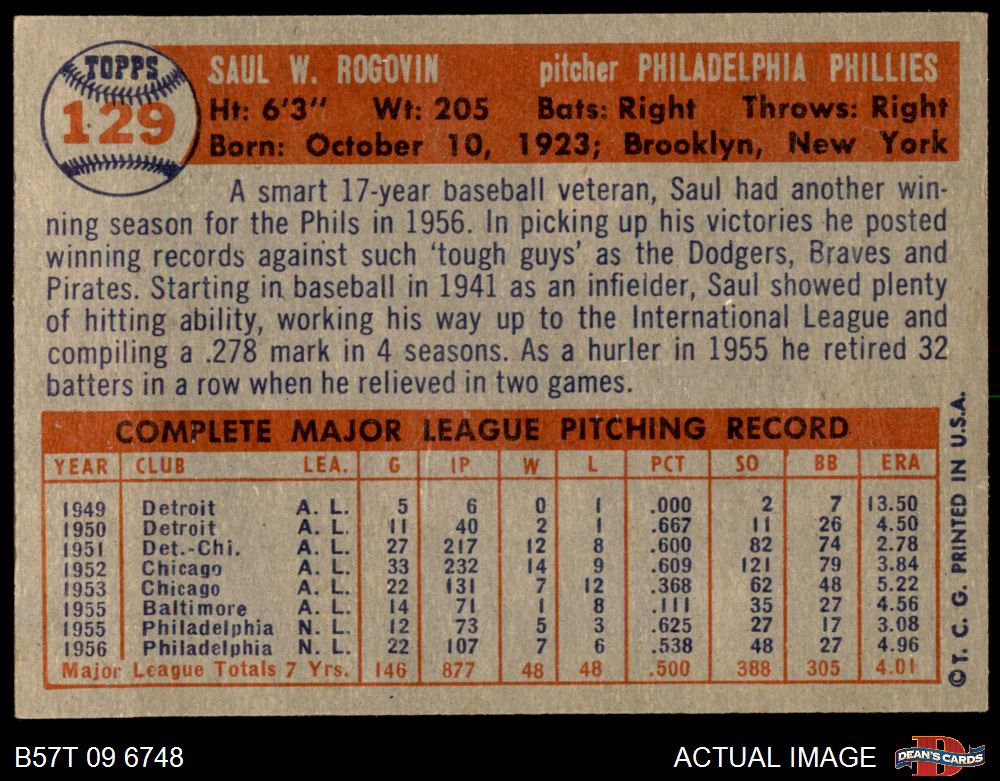 TOPPS
129
SAUL W. ROGOVIN pitcher PHILADELPHIA PHILLIES
Ht: 6'3" Wt: 205 Bats: Right Throws: Right
Born: October 10, 1923; Brooklyn, New York
A smart 17-year baseball veteran, Saul had another win-
ning season for the Phils in 1956. In picking up his victories he posted
winning records against such 'tough guys' as the Dodgers, Braves and
Pirates. Starting in baseball in 1941 as an infielder, Saul showed plenty
of hitting ability, working his way up to the International League and
compiling a .278 mark in 4 seasons. As a hurler in 1955 he retired 32
batters in a row when he relieved in two games.
COMPLETE MAJOR LEAGUE PITCHING RECORD
YEAR CLUB LEA. G IP W L PCT SO BB ERA
1949 Detroit A. L. 5 6 0 1 .000 2 7 13.50
1950 Detroit A. L. 11 40 2 1 .667 11 26 4.50
1951 Det.-Chi. A. L. 27 217 12 8 .600 82 74 2.78
1952 Chicago A. L. 33 232 14 9 .609 121 79 3.84
1953 Chicago A. L. 22 131 7 12 .368 62 48 5.22
1955 Baltimore A. L. 14 71 1 8 .111 35 27 4.56
1955 Philadelphia N. L. 12 73 5 3 .625 27 17 3.08
1956 Philadelphia N. L. 22 107 7 6 .538 48 27 4.96
Major League Totals 7 Yrs. 146 877 48 48 .500 388 305 4.01
©T. C. G. PRINTED IN U.S.A.
B57T 09 6748 ACTUAL IMAGE
D
DEAN'S CARDS